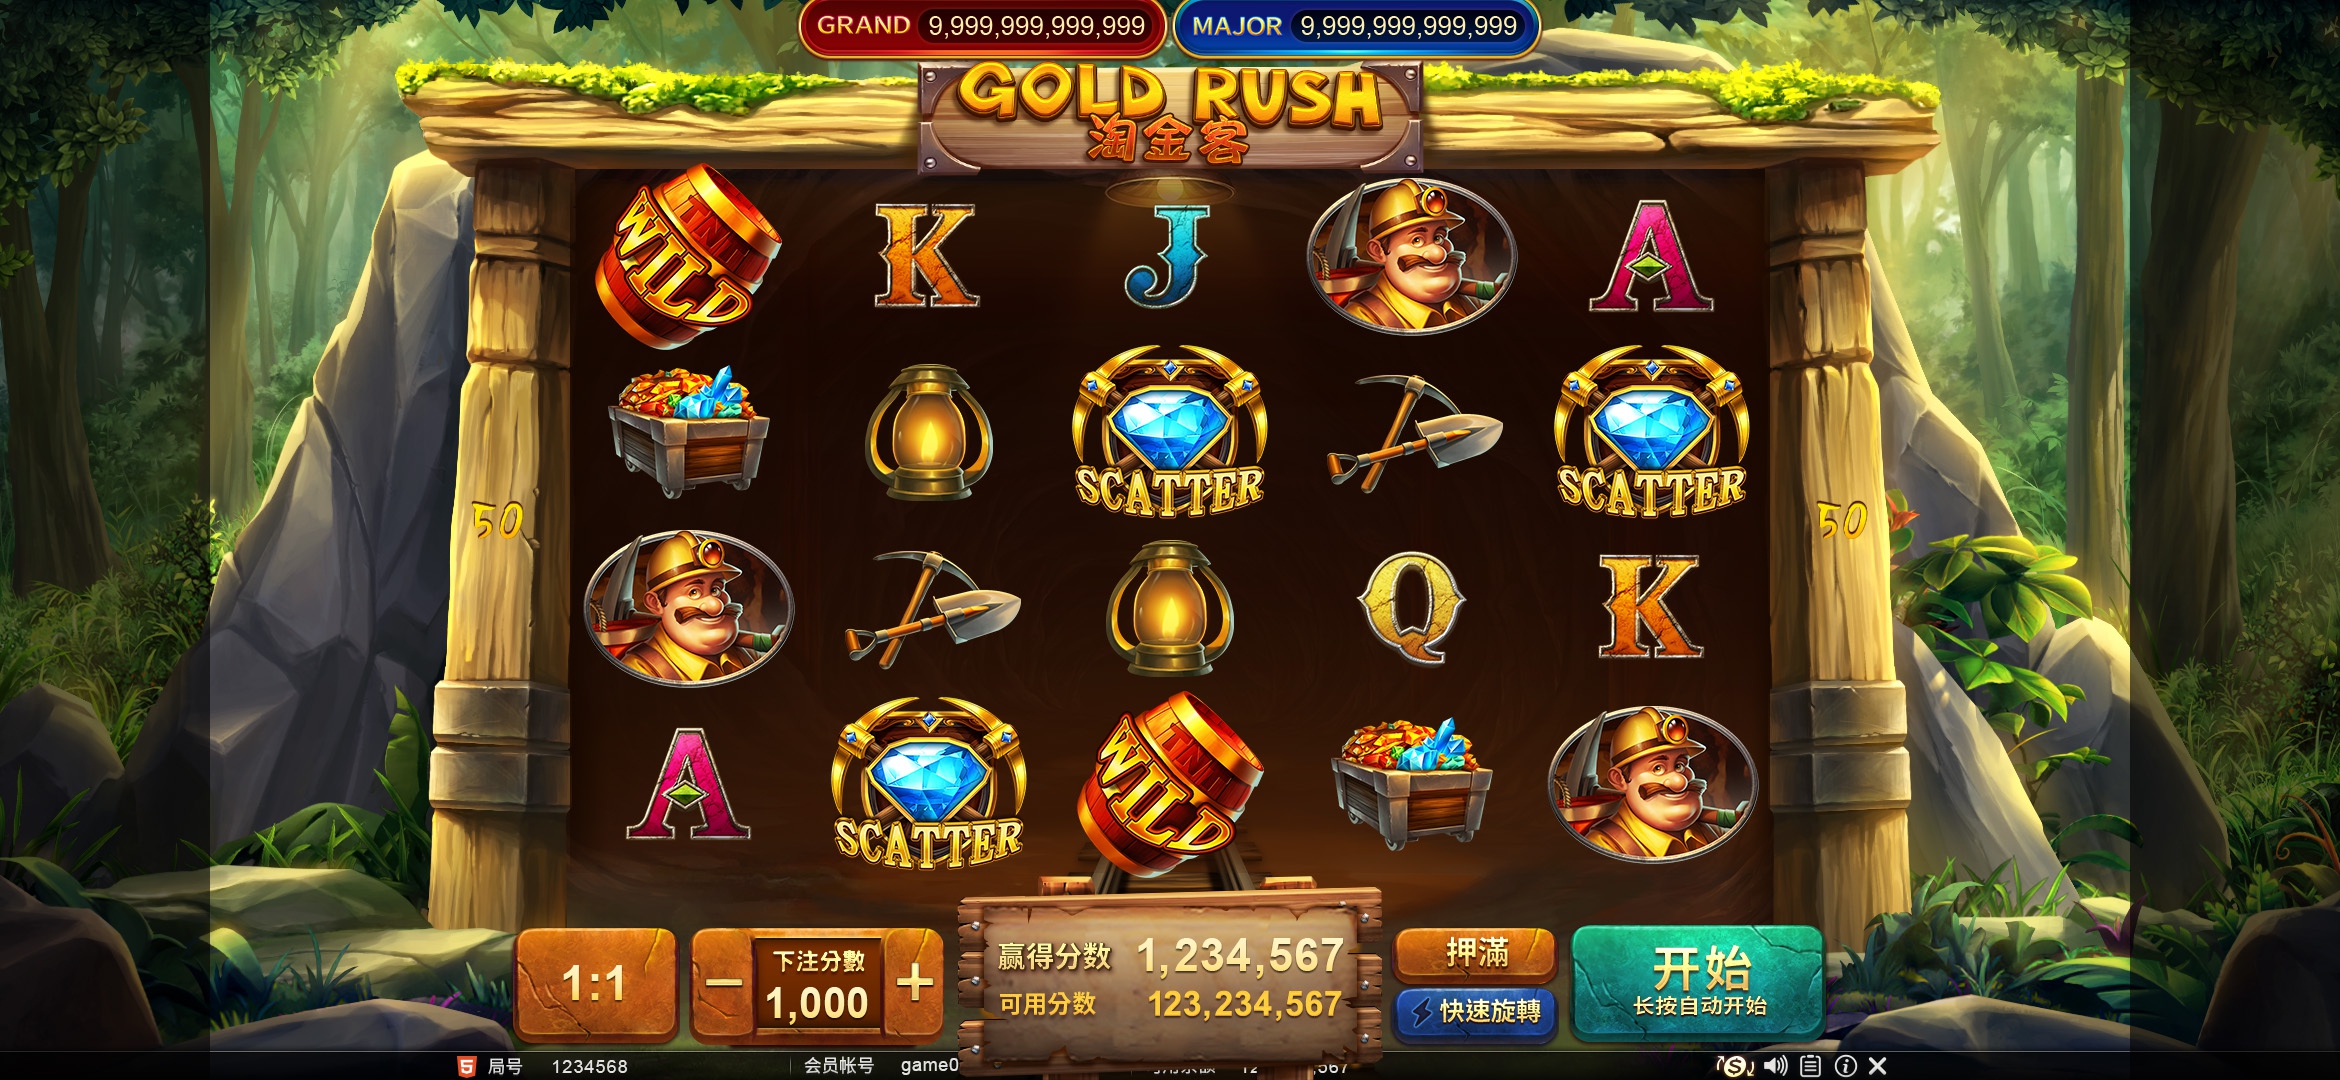 GRAND 9,999,999,999,999 MAJOR 9,999,999,999,999
GOLD RUSH
淘金客
WILD TNT K J A
SCATTER SCATTER
50 50
Q K
A SCATTER WILD TNT
1:1
下注分數
1,000
赢得分数 1,234,567
可用分数 123,234,567
押滿
快速旋轉
开始
长按自动开始
局号 1234568 会员帐号 game0